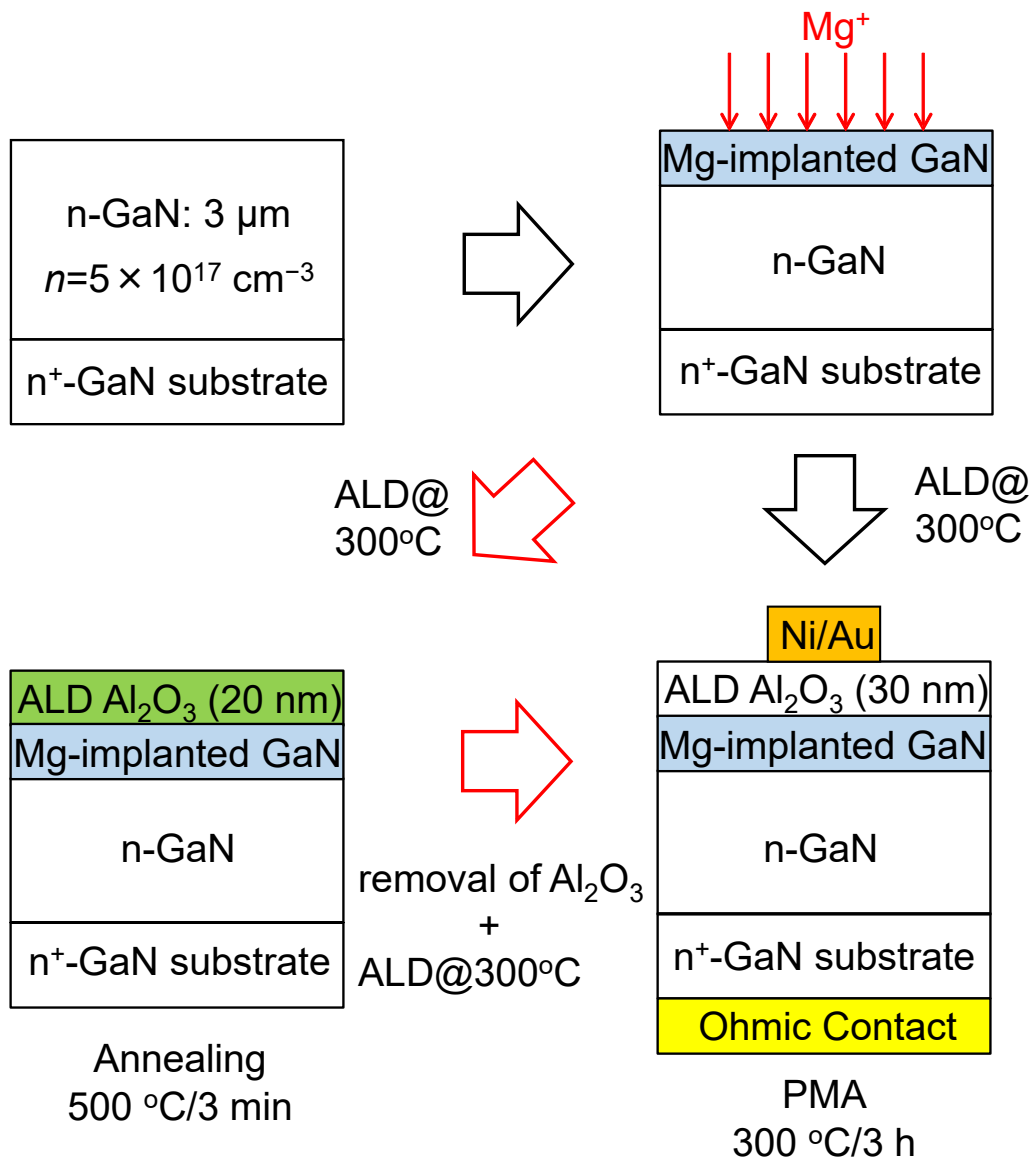 Mg⁺
n-GaN: 3 μm
n=5×10¹⁷ cm⁻³
n⁺-GaN substrate
Mg-implanted GaN
n-GaN
n⁺-GaN substrate
ALD@
300°C
ALD@
300°C
ALD Al₂O₃ (20 nm)
Mg-implanted GaN
n-GaN
n⁺-GaN substrate
Annealing
500 °C/3 min
removal of Al₂O₃
+
ALD@300°C
Ni/Au
ALD Al₂O₃ (30 nm)
Mg-implanted GaN
n-GaN
n⁺-GaN substrate
Ohmic Contact
PMA
300 °C/3 h